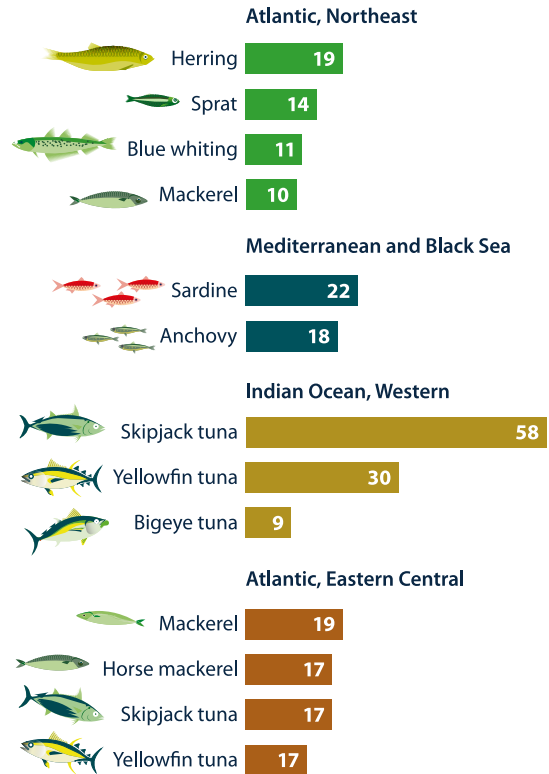 Atlantic, Northeast
Herring 19
Sprat 14
Blue whiting 11
Mackerel 10
Mediterranean and Black Sea
Sardine 22
Anchovy 18
Indian Ocean, Western
Skipjack tuna 58
Yellowfin tuna 30
Bigeye tuna 9
Atlantic, Eastern Central
Mackerel 19
Horse mackerel 17
Skipjack tuna 17
Yellowfin tuna 17